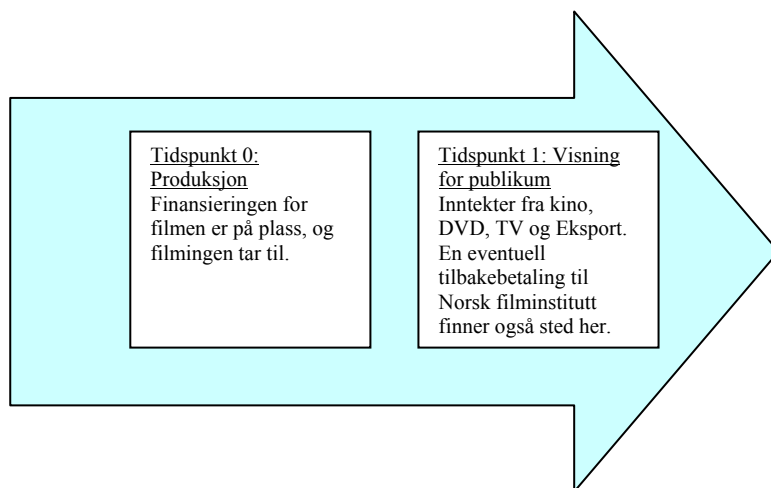 Tidspunkt 0:
Produksjon
Finansieringen for
filmen er på plass, og
filmingen tar til.
Tidspunkt 1: Visning
for publikum
Inntekter fra kino,
DVD, TV og Eksport.
En eventuell
tilbakebetaling til
Norsk filminstitutt
finner også sted her.